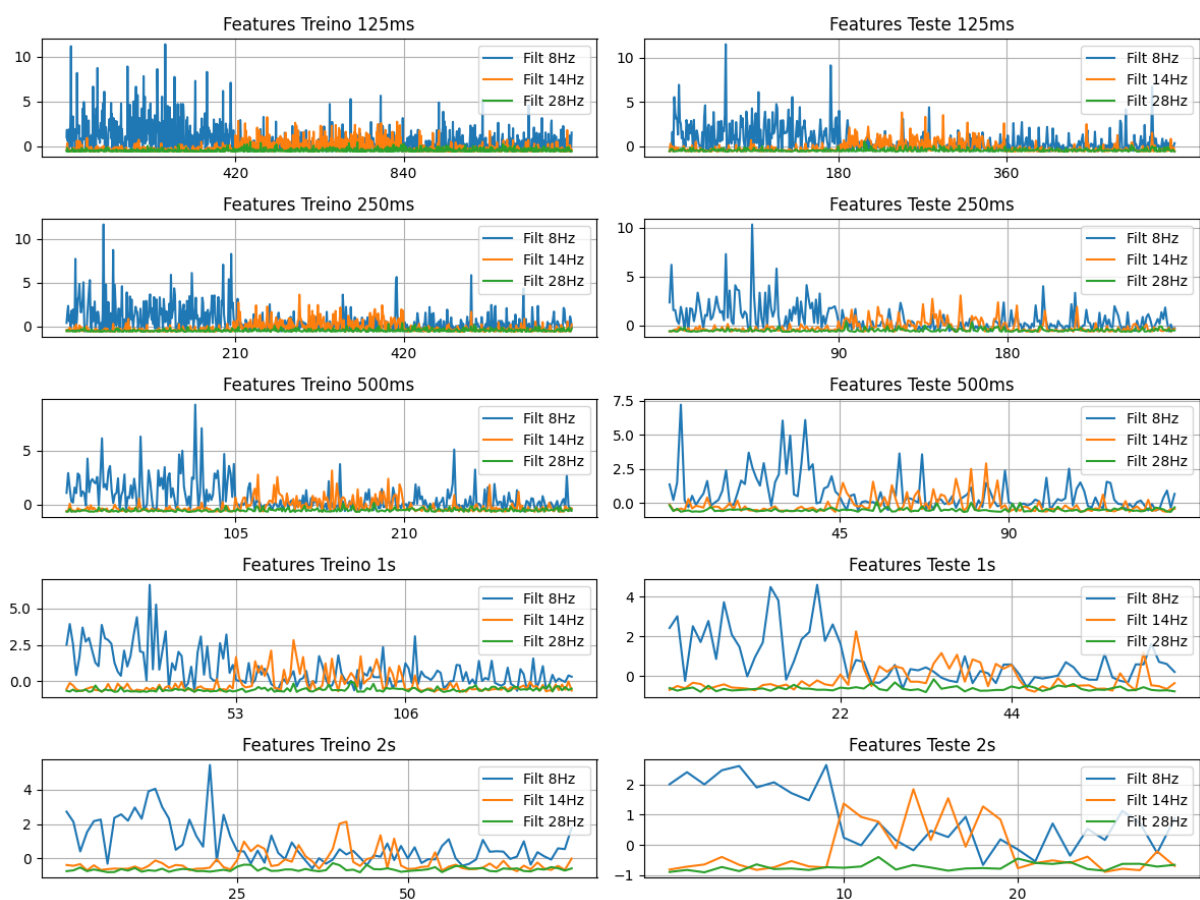 Features Treino 125ms
10
5
0
Filt 8Hz
Filt 14Hz
Filt 28Hz
420
840
Features Teste 125ms
10
5
0
Filt 8Hz
Filt 14Hz
Filt 28Hz
180
360
Features Treino 250ms
10
5
0
Filt 8Hz
Filt 14Hz
Filt 28Hz
210
420
Features Teste 250ms
10
5
0
Filt 8Hz
Filt 14Hz
Filt 28Hz
90
180
Features Treino 500ms
5
0
Filt 8Hz
Filt 14Hz
Filt 28Hz
105
210
Features Teste 500ms
7.5
5.0
2.5
0.0
Filt 8Hz
Filt 14Hz
Filt 28Hz
45
90
Features Treino 1s
5.0
2.5
0.0
Filt 8Hz
Filt 14Hz
Filt 28Hz
53
106
Features Teste 1s
4
2
0
Filt 8Hz
Filt 14Hz
Filt 28Hz
22
44
Features Treino 2s
4
2
0
Filt 8Hz
Filt 14Hz
Filt 28Hz
25
50
Features Teste 2s
2
1
0
−1
Filt 8Hz
Filt 14Hz
Filt 28Hz
10
20